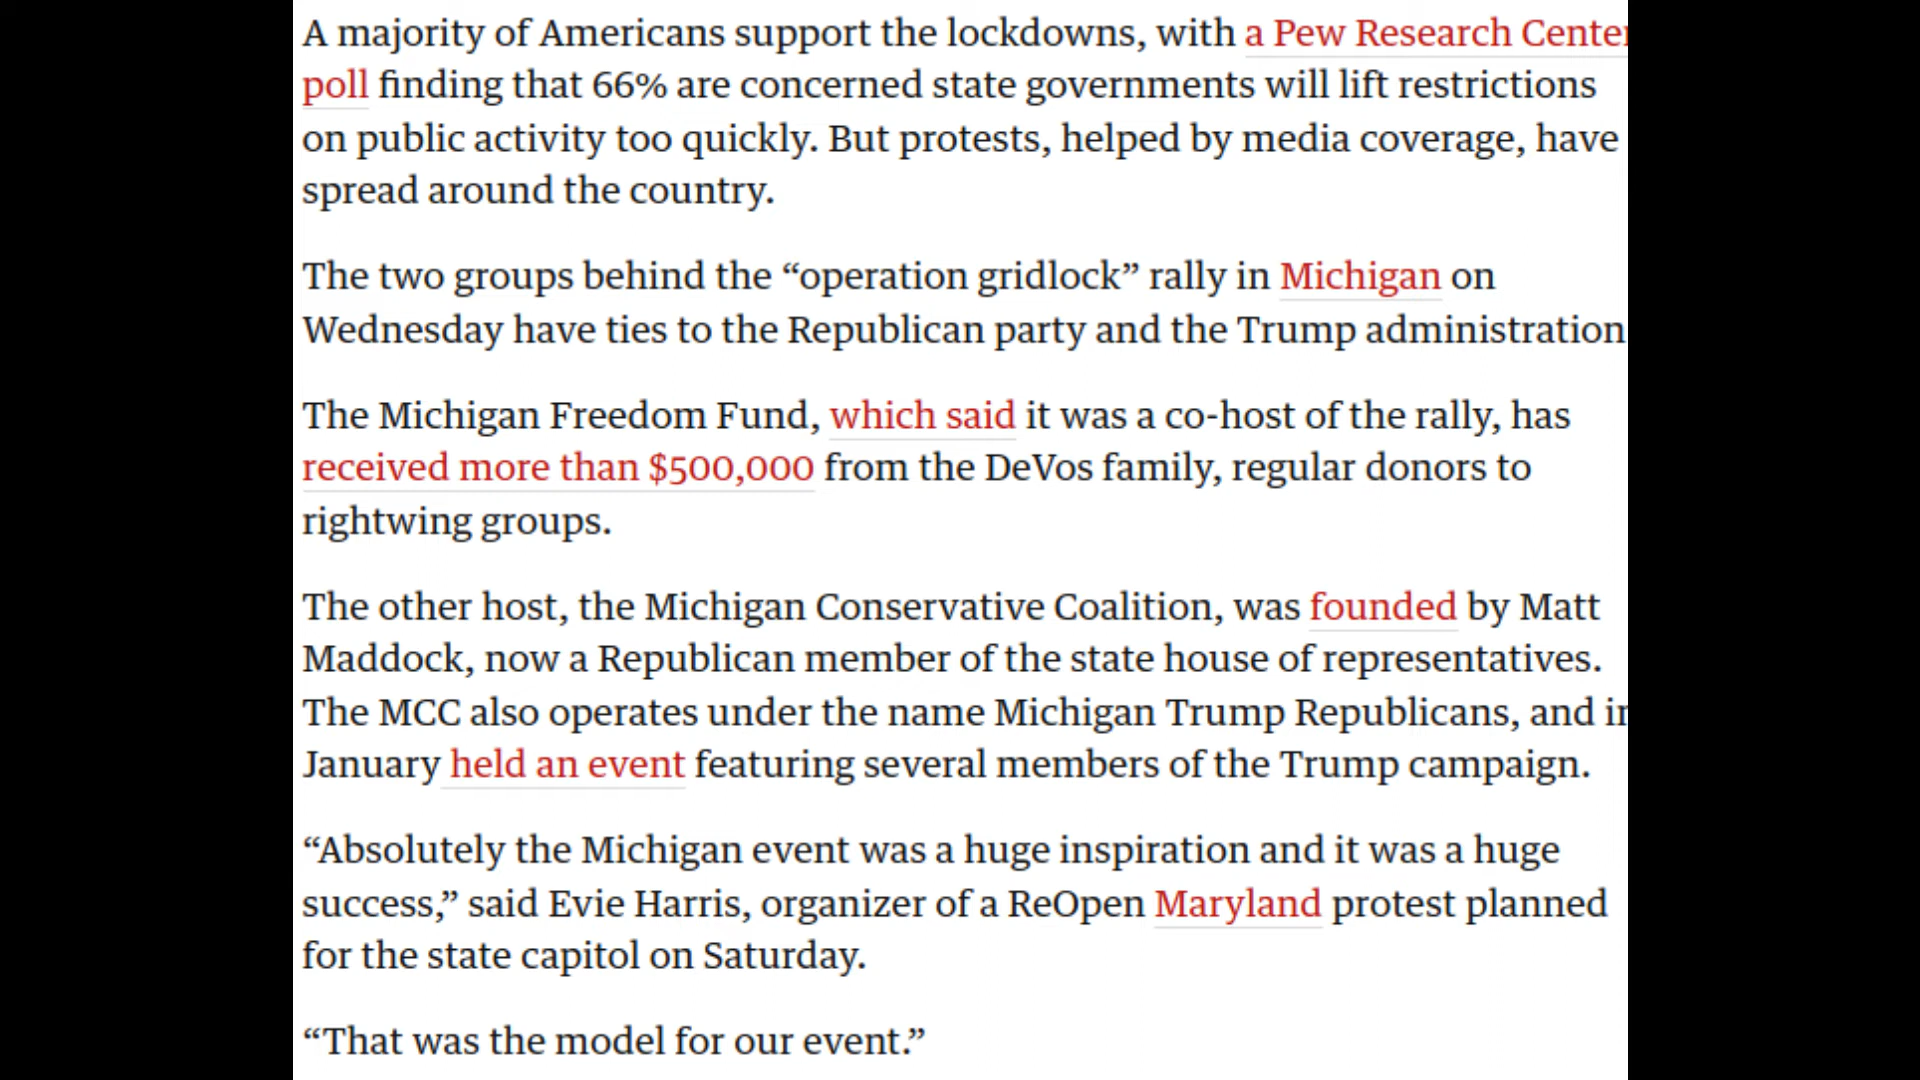 A majority of Americans support the lockdowns, with a Pew Research Center
poll finding that 66% are concerned state governments will lift restrictions
on public activity too quickly. But protests, helped by media coverage, have
spread around the country.
The two groups behind the “operation gridlock” rally in Michigan on
Wednesday have ties to the Republican party and the Trump administration
The Michigan Freedom Fund, which said it was a co-host of the rally, has
received more than $500,000 from the DeVos family, regular donors to
rightwing groups.
The other host, the Michigan Conservative Coalition, was founded by Matt
Maddock, now a Republican member of the state house of representatives.
The MCC also operates under the name Michigan Trump Republicans, and in
January held an event featuring several members of the Trump campaign.
“Absolutely the Michigan event was a huge inspiration and it was a huge
success,” said Evie Harris, organizer of a ReOpen Maryland protest planned
for the state capitol on Saturday.
“That was the model for our event.”